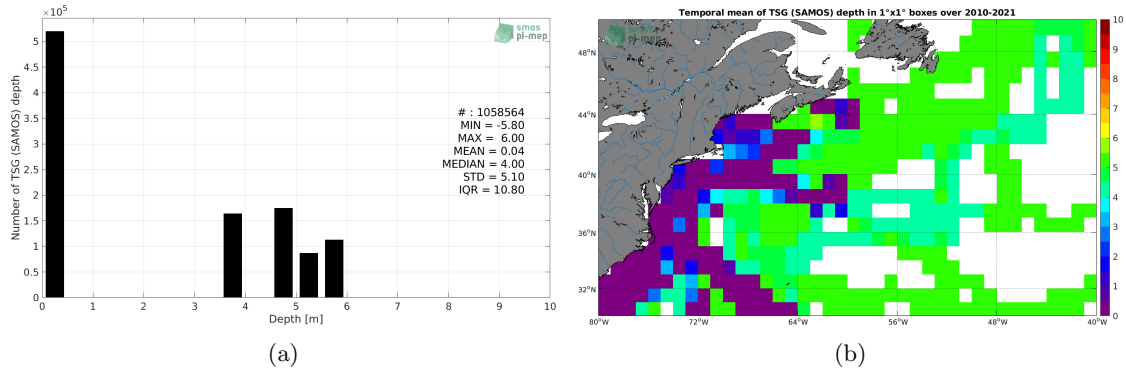 ×10⁵
5
4.5
4
3.5
3
2.5
2
1.5
1
0.5
0
0 1 2 3 4 5 6 7 8 9 10
Number of TSG (SAMOS) depth
Depth [m]
smos
pi-mep
# : 1058564
MIN = -5.80
MAX = 6.00
MEAN = 0.04
MEDIAN = 4.00
STD = 5.10
IQR = 10.80
(a)
Temporal mean of TSG (SAMOS) depth in 1°x1° boxes over 2010-2021
smos
pi-mep
48°N
44°N
40°N
36°N
32°N
80°W 72°W 64°W 56°W 48°W 40°W
10
9
8
7
6
5
4
3
2
1
0
(b)